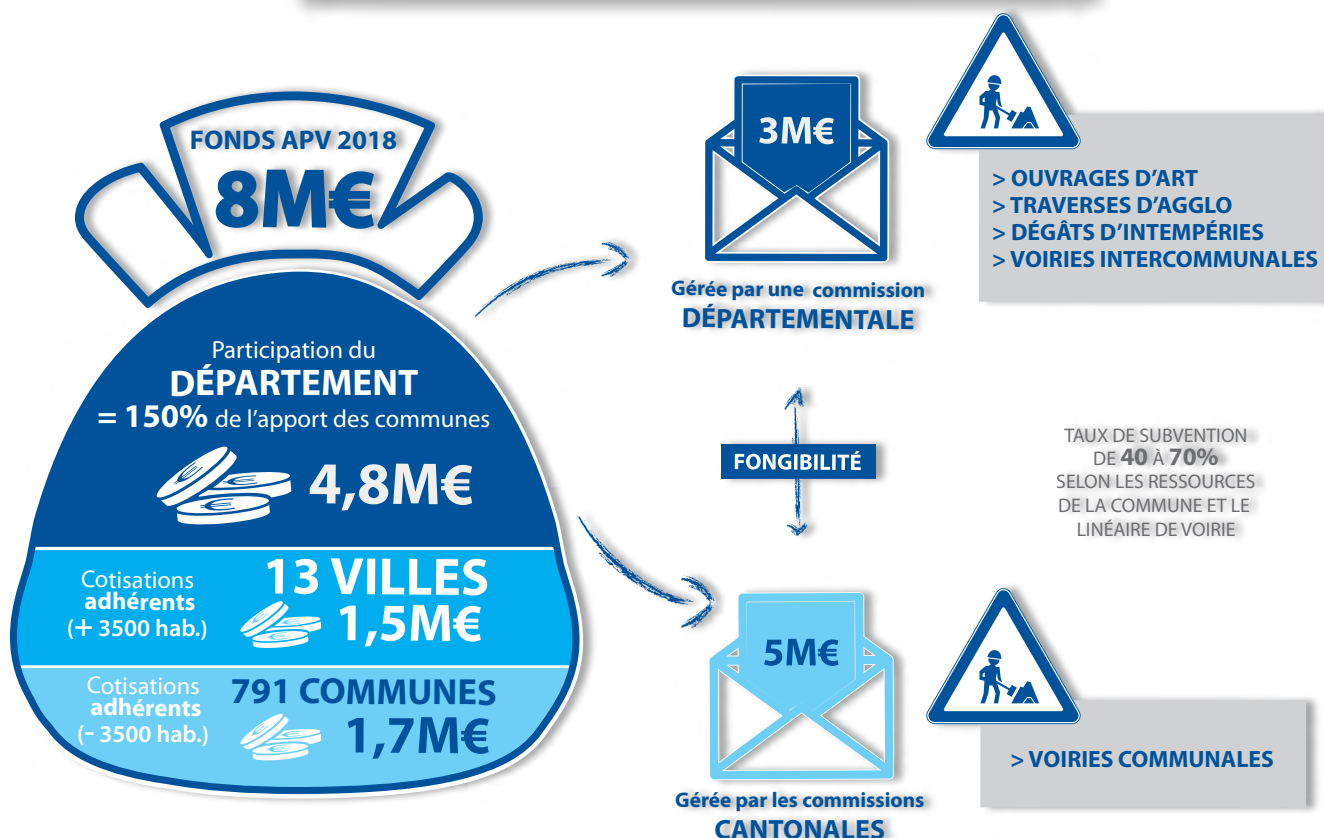 FONDS APV 2018
8M€
Participation du
DÉPARTEMENT
= 150% de l'apport des communes
4,8M€
Cotisations
adhérents
(+ 3500 hab.)
13 VILLES
1,5M€
Cotisations
adhérents
(- 3500 hab.)
791 COMMUNES
1,7M€
3M€
Gérée par une commission
DÉPARTEMENTALE
> OUVRAGES D'ART
> TRAVERSES D'AGGLO
> DÉGÂTS D'INTEMPÉRIES
> VOIRIES INTERCOMMUNALES
FONGIBILITÉ
TAUX DE SUBVENTION
DE 40 À 70%
SELON LES RESSOURCES
DE LA COMMUNE ET LE
LINÉAIRE DE VOIRIE
5M€
Gérée par les commissions
CANTONALES
> VOIRIES COMMUNALES